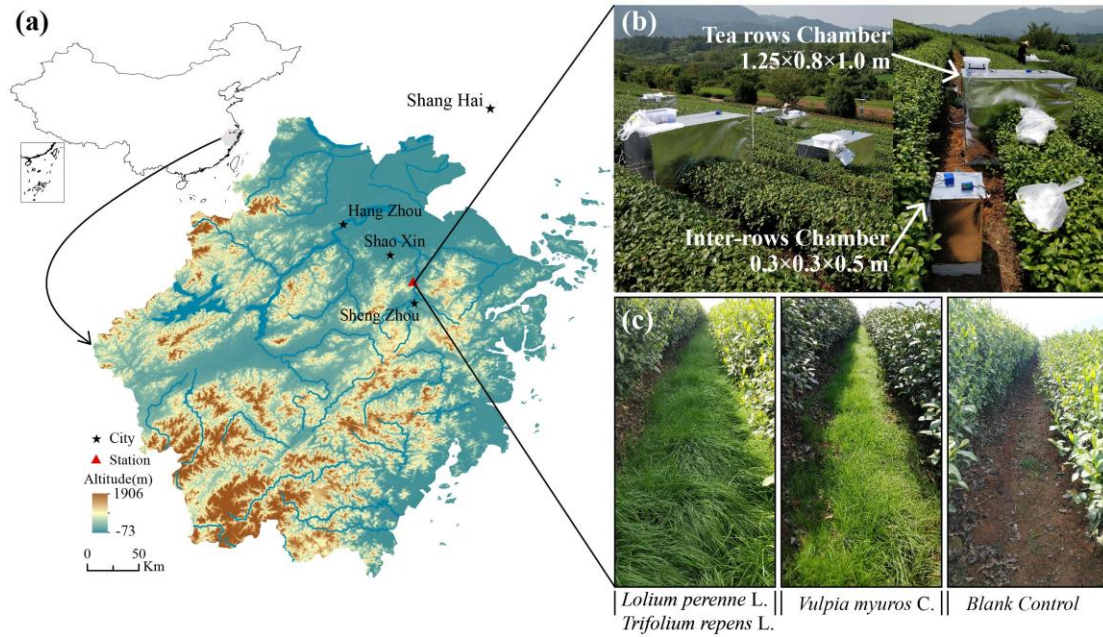 (a)
Shang Hai
Hang Zhou
Shao Xin
Sheng Zhou
City
Station
Altitude(m)
1906
-73
0 50
Km
(b)
Tea rows Chamber
1.25×0.8×1.0 m
Inter-rows Chamber
0.3×0.3×0.5 m
(c)
Lolium perenne L.
Trifolium repens L.
Vulpia myuros C.
Blank Control